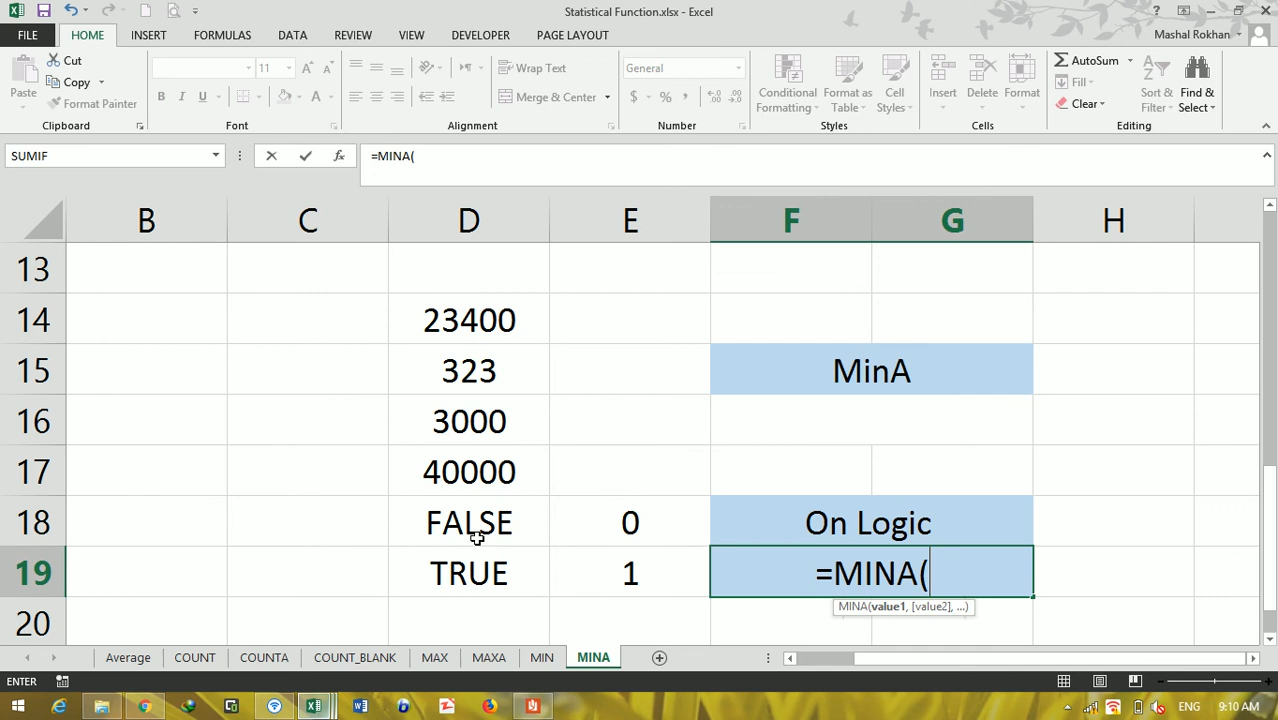 Statistical Function.xlsx - Excel
FILE HOME INSERT FORMULAS DATA REVIEW VIEW DEVELOPER PAGE LAYOUT Mashal Rokhan
Paste Cut Copy Format Painter
11 A A B I U A
Wrap Text Merge & Center
General $ % ,
Conditional Formatting Format as Table Cell Styles
Insert Delete Format
AutoSum Fill Clear Sort & Filter Find & Select
Clipboard Font Alignment Number Styles Cells Editing
SUMIF fx =MINA(
B C D E F G H
13
14 23400
15 323 MinA
16 3000
17 40000
18 FALSE 0 On Logic
19 TRUE 1 =MINA(
MINA(value1, [value2], ...)
20
Average COUNT COUNTA COUNT_BLANK MAX MAXA MIN MINA
ENTER
ENG 9:10 AM